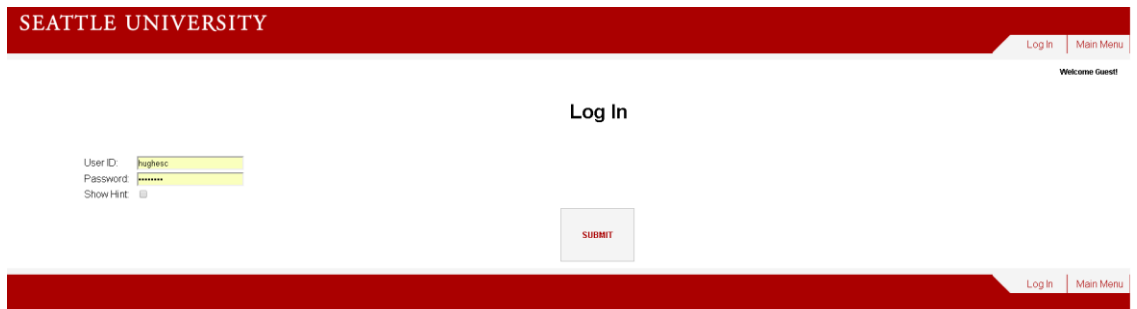 SEATTLE UNIVERSITY
Log In Main Menu
Welcome Guest!
Log In
User ID: hughesc
Password: ••••••••
Show Hint:
SUBMIT
Log In Main Menu